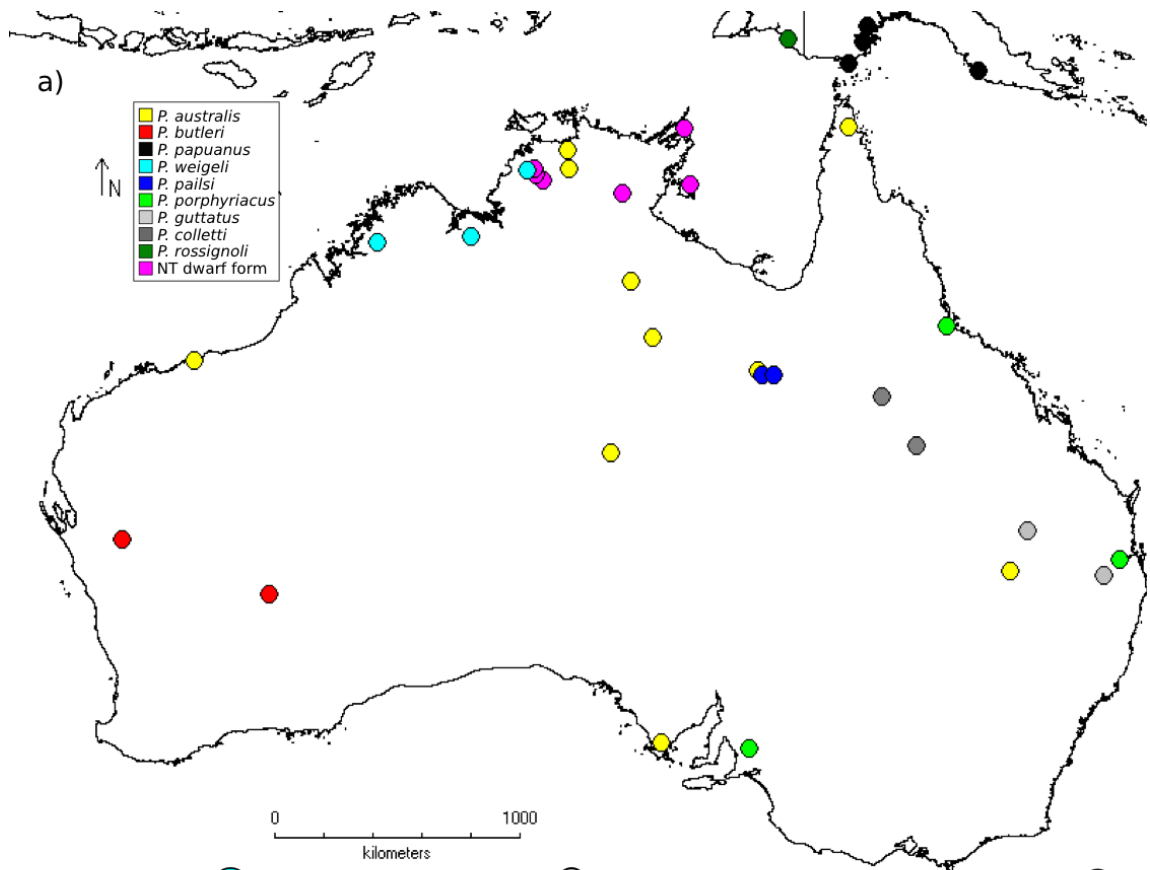 a)
P. australis
P. butleri
P. papuanus
P. weigeli
P. pailsi
P. porphyriacus
P. guttatus
P. colletti
P. rossignoli
NT dwarf form
N
0 1000
kilometers